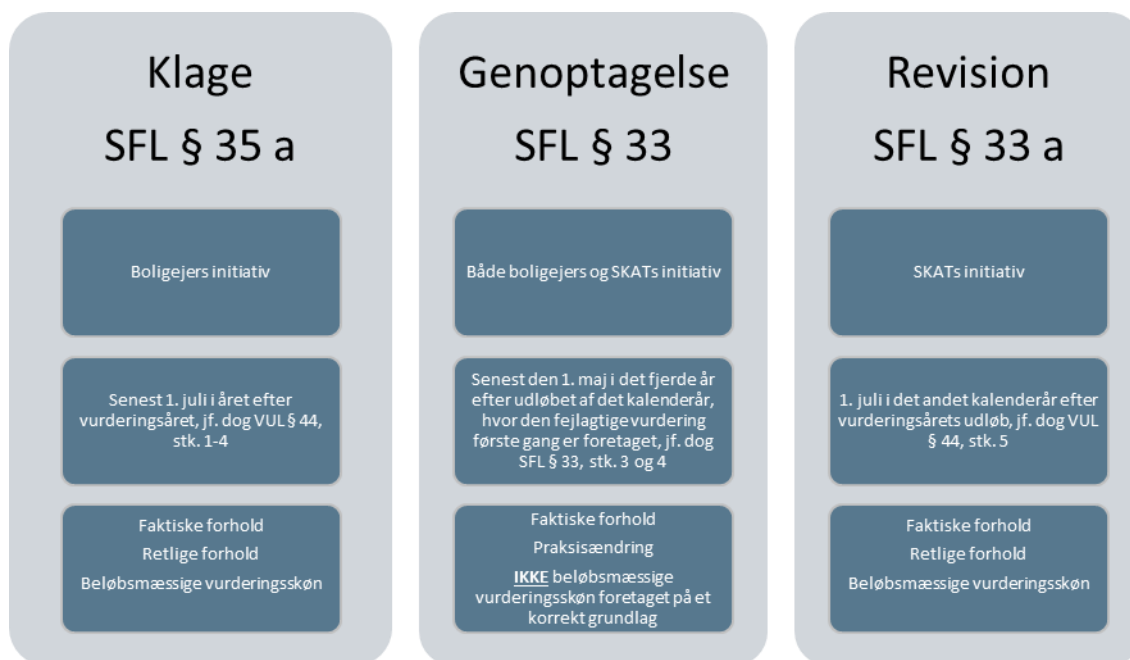 Klage
SFL § 35 a
Boligejers initiativ
Senest 1. juli i året efter
vurderingsåret, jf. dog VUL § 44,
stk. 1-4
Faktiske forhold
Retlige forhold
Beløbsmæssige vurderingsskøn
Genoptagelse
SFL § 33
Både boligejers og SKATs initiativ
Senest den 1. maj i det fjerde år
efter udløbet af det kalenderår,
hvor den fejlagtige vurdering
første gang er foretaget, jf. dog
SFL § 33, stk. 3 og 4
Faktiske forhold
Praksisændring
IKKE beløbsmæssige
vurderingsskøn foretaget på et
korrekt grundlag
Revision
SFL § 33 a
SKATs initiativ
1. juli i det andet kalenderår efter
vurderingsårets udløb, jf. dog VUL
§ 44, stk. 5
Faktiske forhold
Retlige forhold
Beløbsmæssige vurderingsskøn